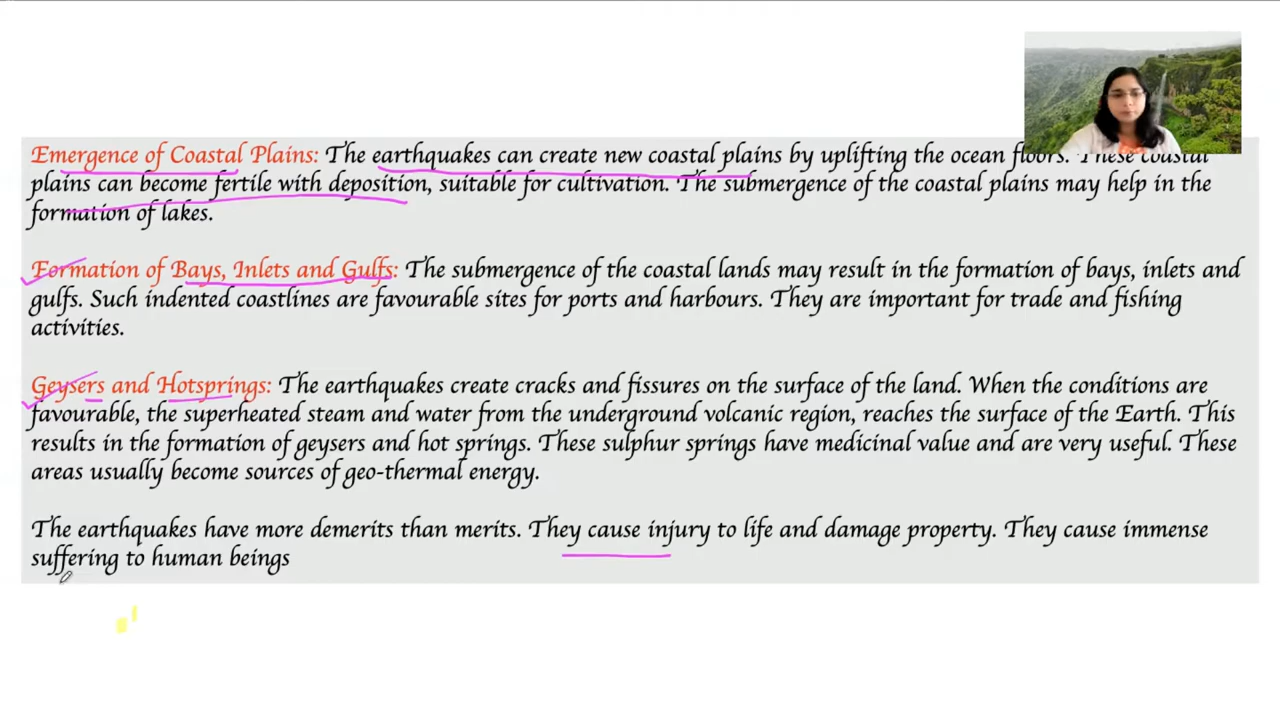 Emergence of Coastal Plains: The earthquakes can create new coastal plains by uplifting the ocean floors. These coastal
plains can become fertile with deposition, suitable for cultivation. The submergence of the coastal plains may help in the
formation of lakes.
Formation of Bays, Inlets and Gulfs: The submergence of the coastal lands may result in the formation of bays, inlets and
gulfs. Such indented coastlines are favourable sites for ports and harbours. They are important for trade and fishing
activities.
Geysers and Hotsprings: The earthquakes create cracks and fissures on the surface of the land. When the conditions are
favourable, the superheated steam and water from the underground volcanic region, reaches the surface of the Earth. This
results in the formation of geysers and hot springs. These sulphur springs have medicinal value and are very useful. These
areas usually become sources of geo-thermal energy.
The earthquakes have more demerits than merits. They cause injury to life and damage property. They cause immense
suffering to human beings